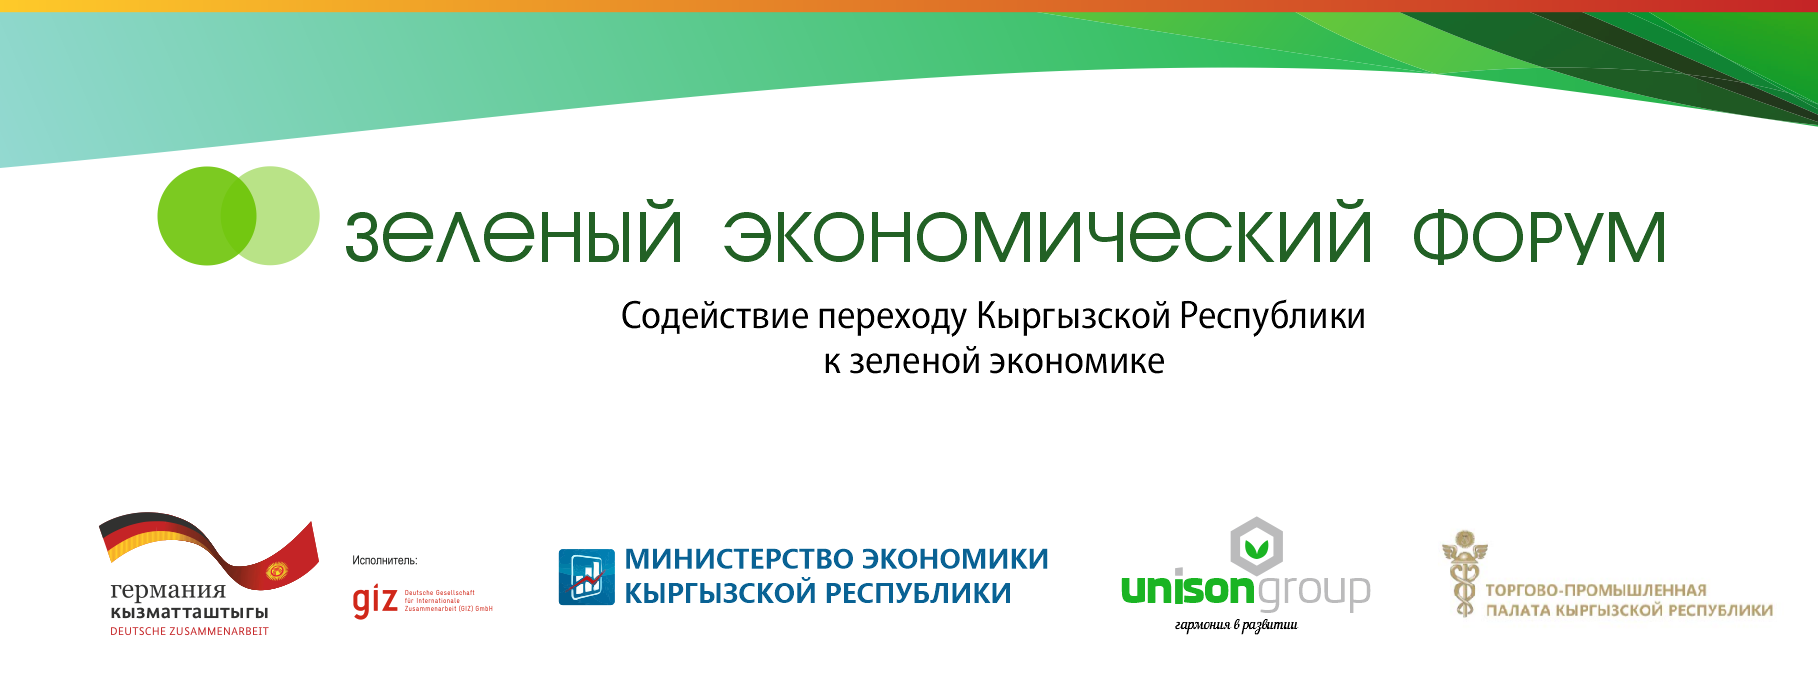 зеленый экономический форум
Содействие переходу Кыргызской Республики
к зеленой экономике
германия
кызматташтыгы
DEUTSCHE ZUSAMMENARBEIT
Исполнитель:
giz
Deutsche Gesellschaft
für Internationale
Zusammenarbeit (GIZ) GmbH
МИНИСТЕРСТВО ЭКОНОМИКИ
КЫРГЫЗСКОЙ РЕСПУБЛИКИ
unisongroup
гармония в развитии
ТОРГОВО-ПРОМЫШЛЕННАЯ
ПАЛАТА КЫРГЫЗСКОЙ РЕСПУБЛИКИ